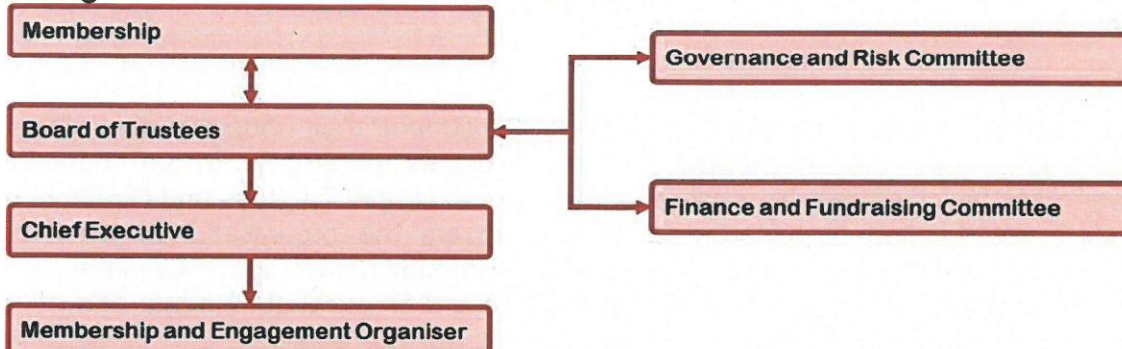 Membership
Governance and Risk Committee
Board of Trustees
Finance and Fundraising Committee
Chief Executive
Membership and Engagement Organiser